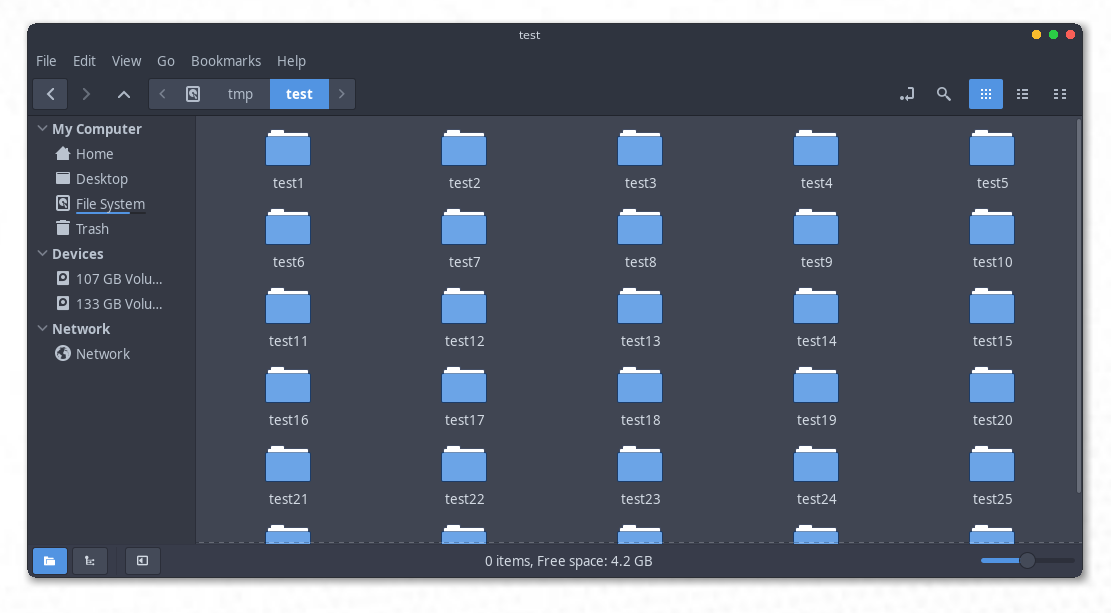 test
File Edit View Go Bookmarks Help
tmp test
My Computer
Home
Desktop
File System
Trash
Devices
107 GB Volu...
133 GB Volu...
Network
Network
test1 test2 test3 test4 test5
test6 test7 test8 test9 test10
test11 test12 test13 test14 test15
test16 test17 test18 test19 test20
test21 test22 test23 test24 test25
0 items, Free space: 4.2 GB